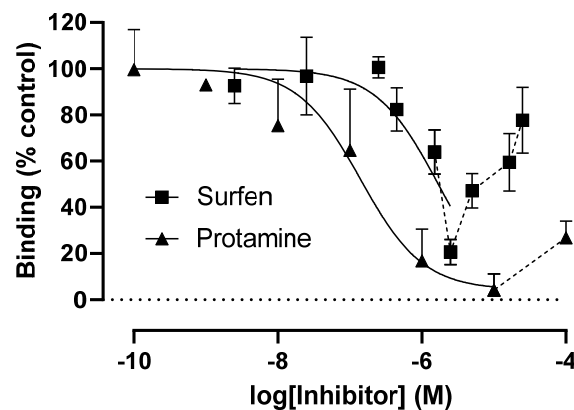 120
100
80
60
40
20
0
Binding (% control)
Surfen
Protamine
-10
-8
-6
-4
log[Inhibitor] (M)